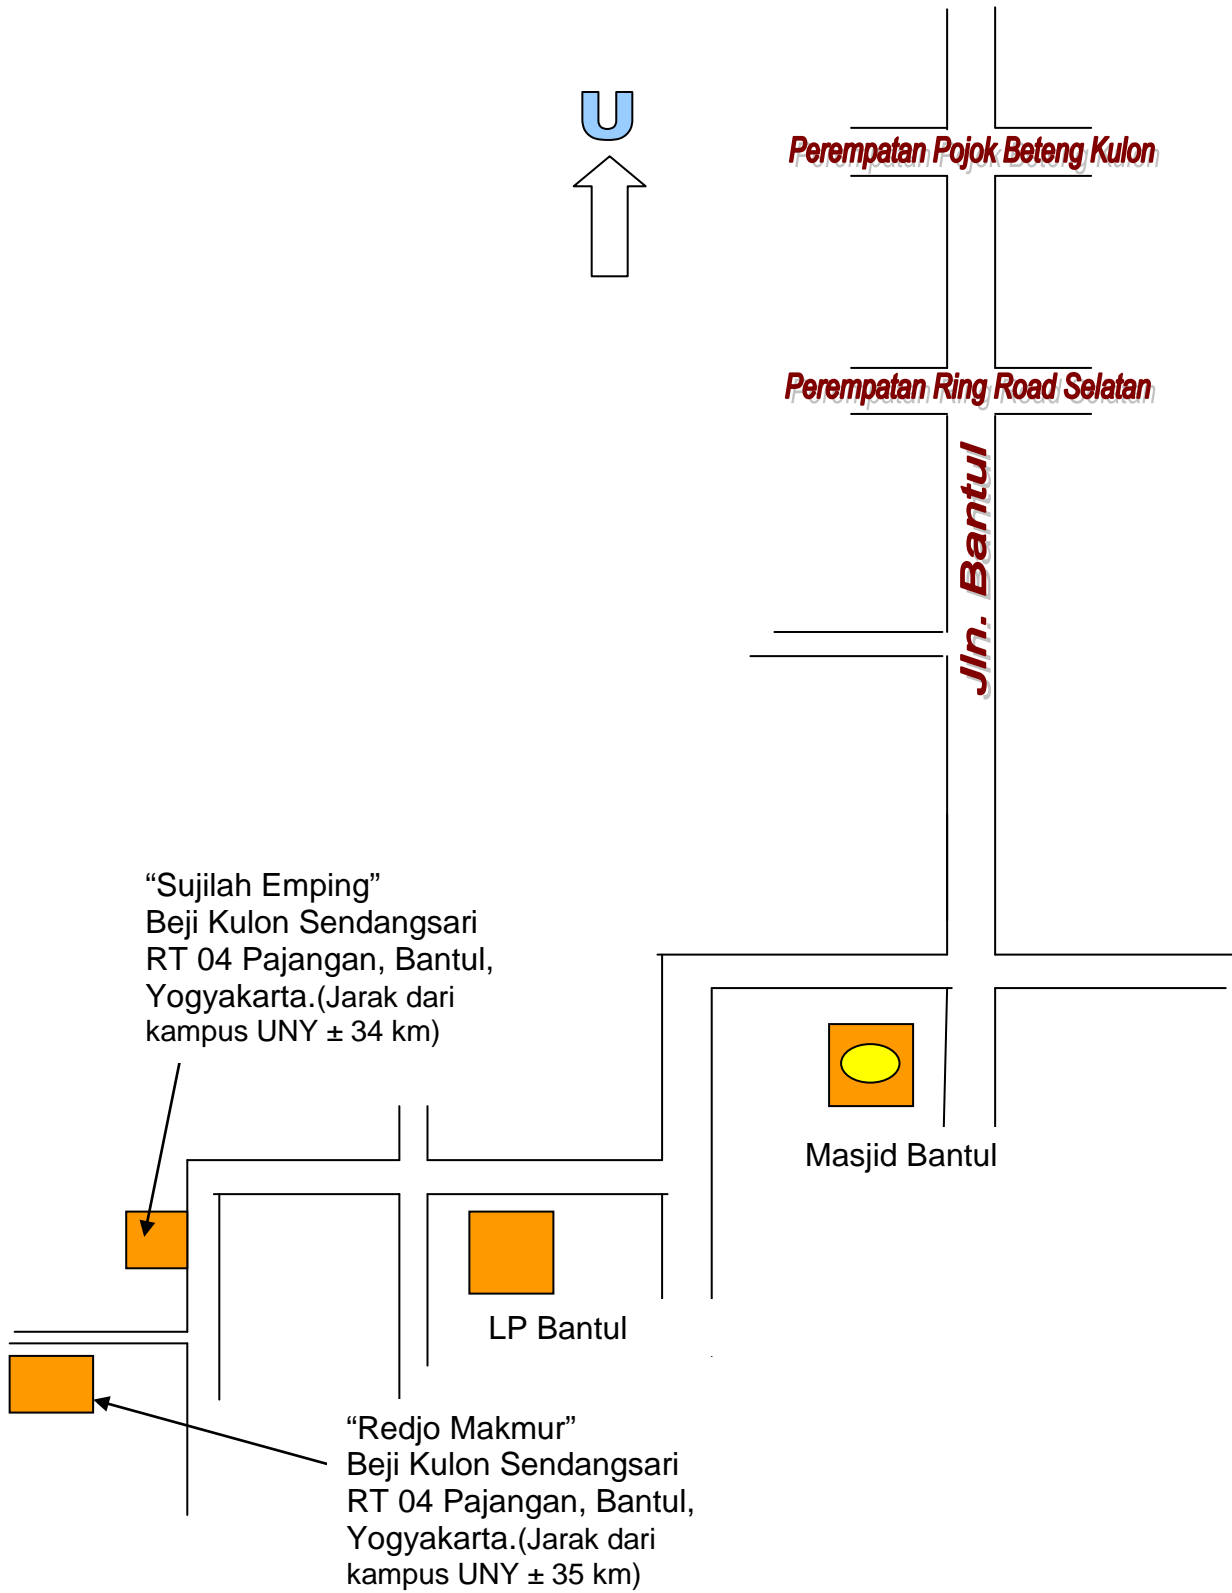 U
Perempatan Pojok Beteng Kulon
Perempatan Ring Road Selatan
Jln. Bantul
“Sujilah Emping”
Beji Kulon Sendangsari
RT 04 Pajangan, Bantul,
Yogyakarta.(Jarak dari
kampus UNY ± 34 km)
Masjid Bantul
LP Bantul
“Redjo Makmur”
Beji Kulon Sendangsari
RT 04 Pajangan, Bantul,
Yogyakarta.(Jarak dari
kampus UNY ± 35 km)